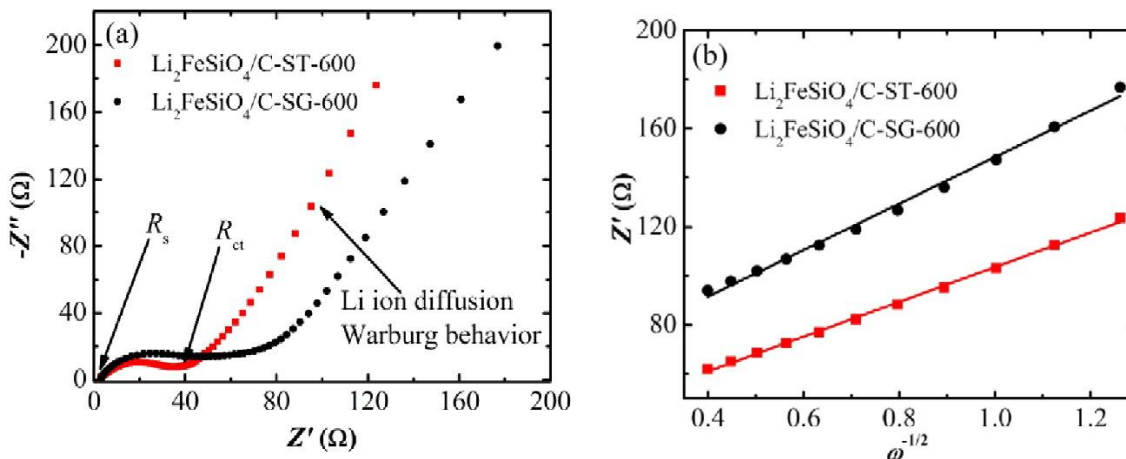 (a)
Li₂FeSiO₄/C-ST-600
Li₂FeSiO₄/C-SG-600
-Z″ (Ω)
200
160
120
80
40
0
Rₛ
R_ct
Li ion diffusion
Warburg behavior
0 40 80 120 160 200
Z′ (Ω)
(b)
Li₂FeSiO₄/C-ST-600
Li₂FeSiO₄/C-SG-600
Z′ (Ω)
200
160
120
80
0.4 0.6 0.8 1.0 1.2
ω⁻¹/²